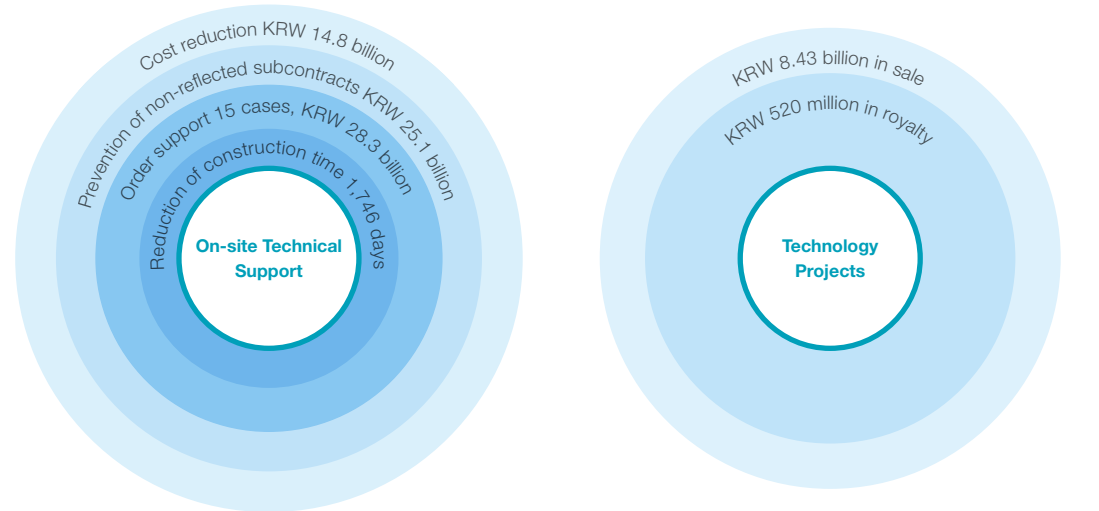 Cost reduction KRW 14.8 billion
Prevention of non-reflected subcontracts KRW 25.1 billion
Order support 15 cases, KRW 28.3 billion
Reduction of construction time 1,746 days
On-site Technical
Support
KRW 8.43 billion in sale
KRW 520 million in royalty
Technology
Projects